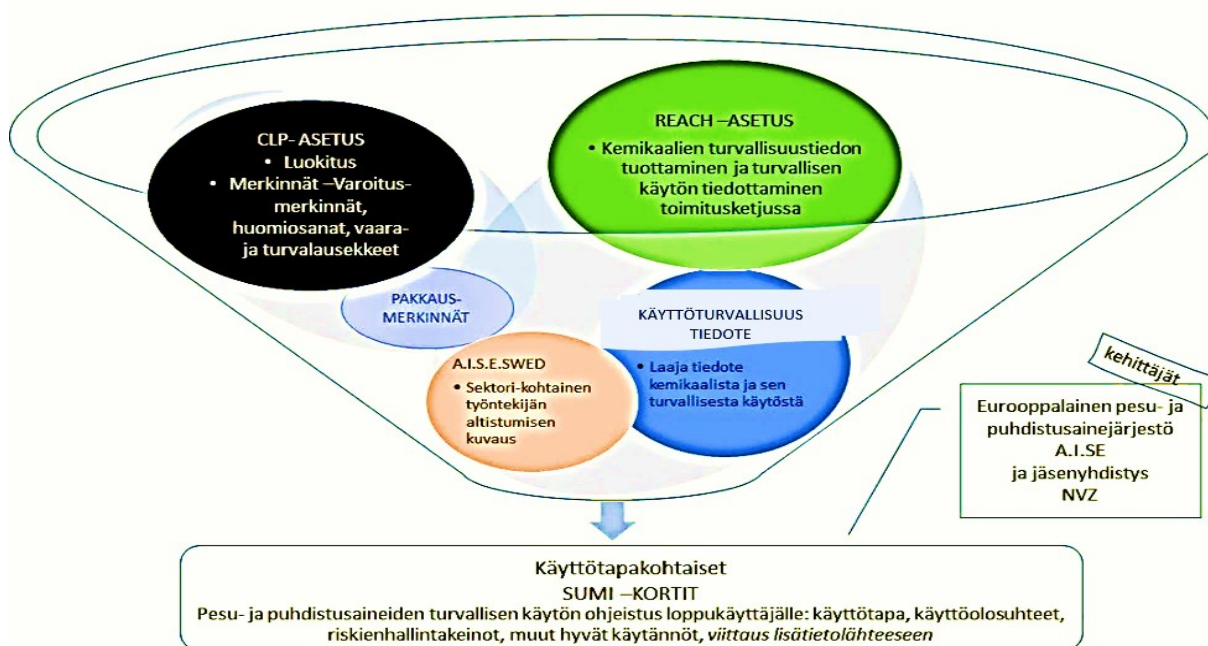 CLP- ASETUS
• Luokitus
• Merkinnät –Varoitus-
merkinnät,
huomiosanat, vaara-
ja turvalausekkeet
REACH –ASETUS
• Kemikaalien turvallisuustiedon
tuottaminen ja turvallisen
käytön tiedottaminen
toimitusketjussa
PAKKAUS-
MERKINNÄT
KÄYTTÖTURVALLISUUS
TIEDOTE
• Laaja tiedote
kemikaalista ja sen
turvallisesta käytöstä
A.I.S.E.SWED
• Sektori-kohtainen
työntekijän
altistumisen
kuvaus
kehittäjät
Eurooppalainen pesu- ja
puhdistusainejärjestö
A.I.SE
ja jäsenyhdistys
NVZ
Käyttötapakohtaiset
SUMI –KORTIT
Pesu- ja puhdistusaineiden turvallisen käytön ohjeistus loppukäyttäjälle: käyttötapa, käyttöolosuhteet,
riskienhallintakeinot, muut hyvät käytännöt, viittaus lisätietolähteeseen